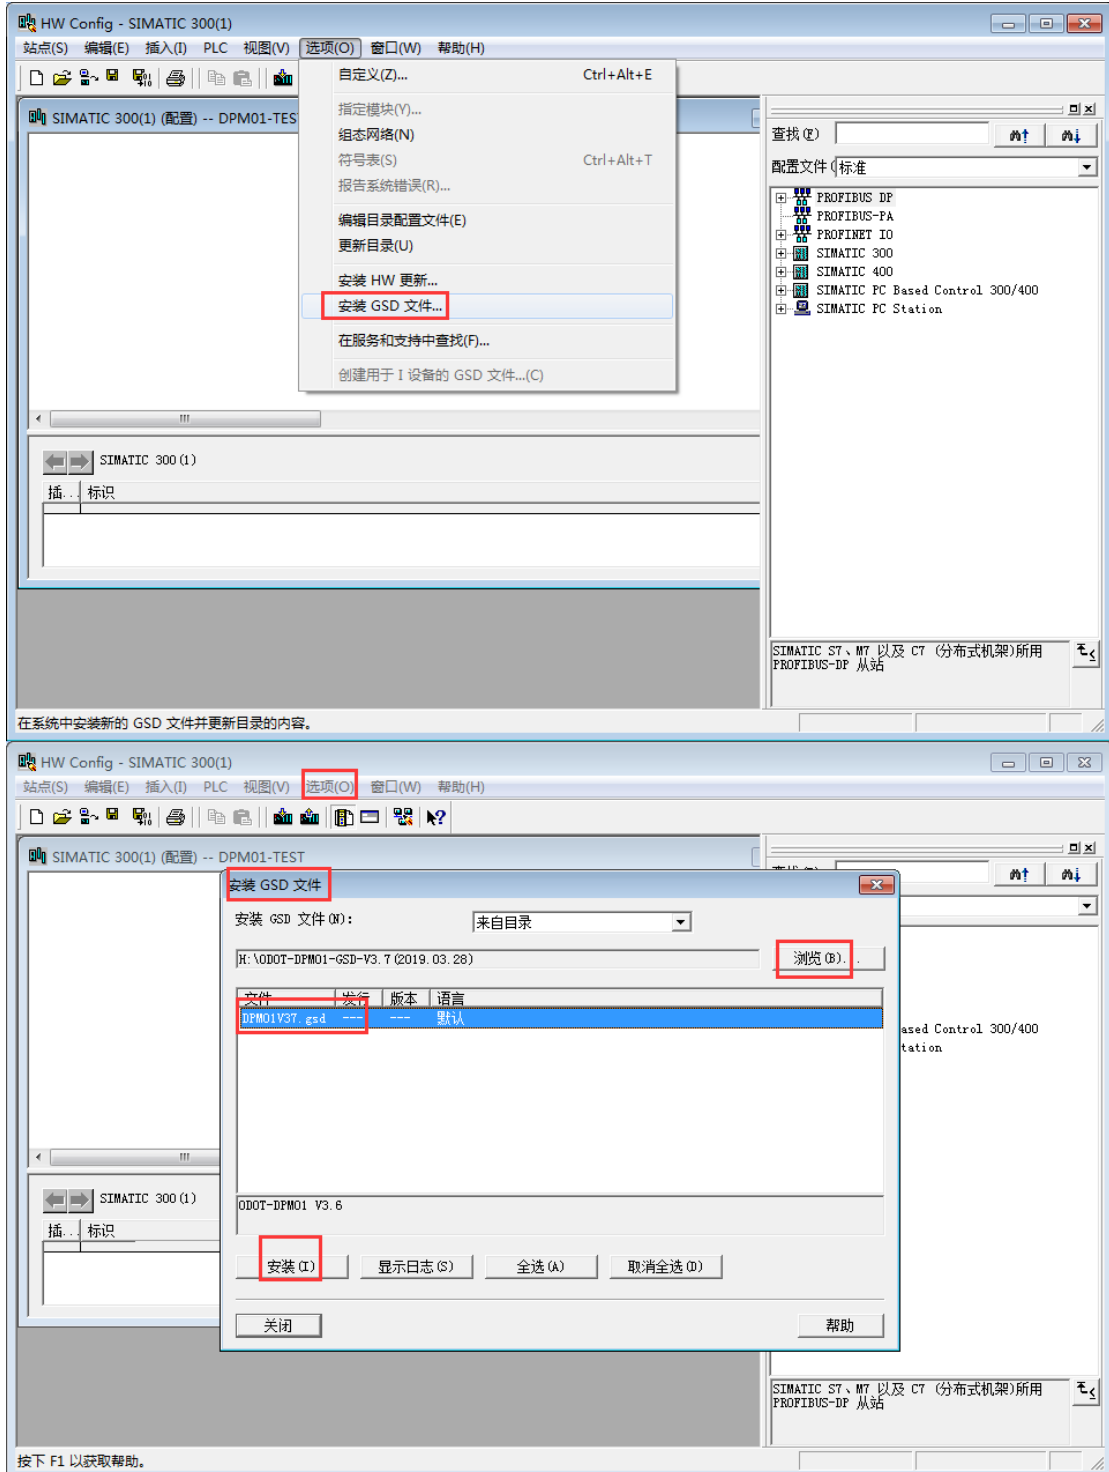 HW Config - SIMATIC 300(1)
站点(S) 编辑(E) 插入(I) PLC 视图(V) 选项(O) 窗口(W) 帮助(H)
自定义(Z)... Ctrl+Alt+E
指定模块(Y)...
组态网络(N)
符号表(S) Ctrl+Alt+T
报告系统错误(R)...
编辑目录配置文件(E)
更新目录(U)
安装 HW 更新...
安装 GSD 文件...
在服务和支持中查找(F)...
创建用于 I 设备的 GSD 文件...(C)
SIMATIC 300(1) (配置) -- DPM01-TES
查找(F)
配置文件( 标准
PROFIBUS DP
PROFIBUS-PA
PROFINET IO
SIMATIC 300
SIMATIC 400
SIMATIC PC Based Control 300/400
SIMATIC PC Station
SIMATIC 300(1)
插... 标识
SIMATIC S7、M7 以及 C7 (分布式机架)所用
PROFIBUS-DP 从站
在系统中安装新的 GSD 文件并更新目录的内容。
HW Config - SIMATIC 300(1)
站点(S) 编辑(E) 插入(I) PLC 视图(V) 选项(O) 窗口(W) 帮助(H)
SIMATIC 300(1) (配置) -- DPM01-TEST
安装 GSD 文件
安装 GSD 文件(N): 来自目录
H:\ODOT-DPM01-GSD-V3.7(2019.03.28) 浏览(B)...
文件 发行 版本 语言
DPM01V37.gsd --- --- 默认
ased Control 300/400
tation
ODOT-DPM01 V3.6
安装(I) 显示日志(S) 全选(A) 取消全选(D)
关闭 帮助
SIMATIC 300(1)
插... 标识
SIMATIC S7、M7 以及 C7 (分布式机架)所用
PROFIBUS-DP 从站
按下 F1 以获取帮助。